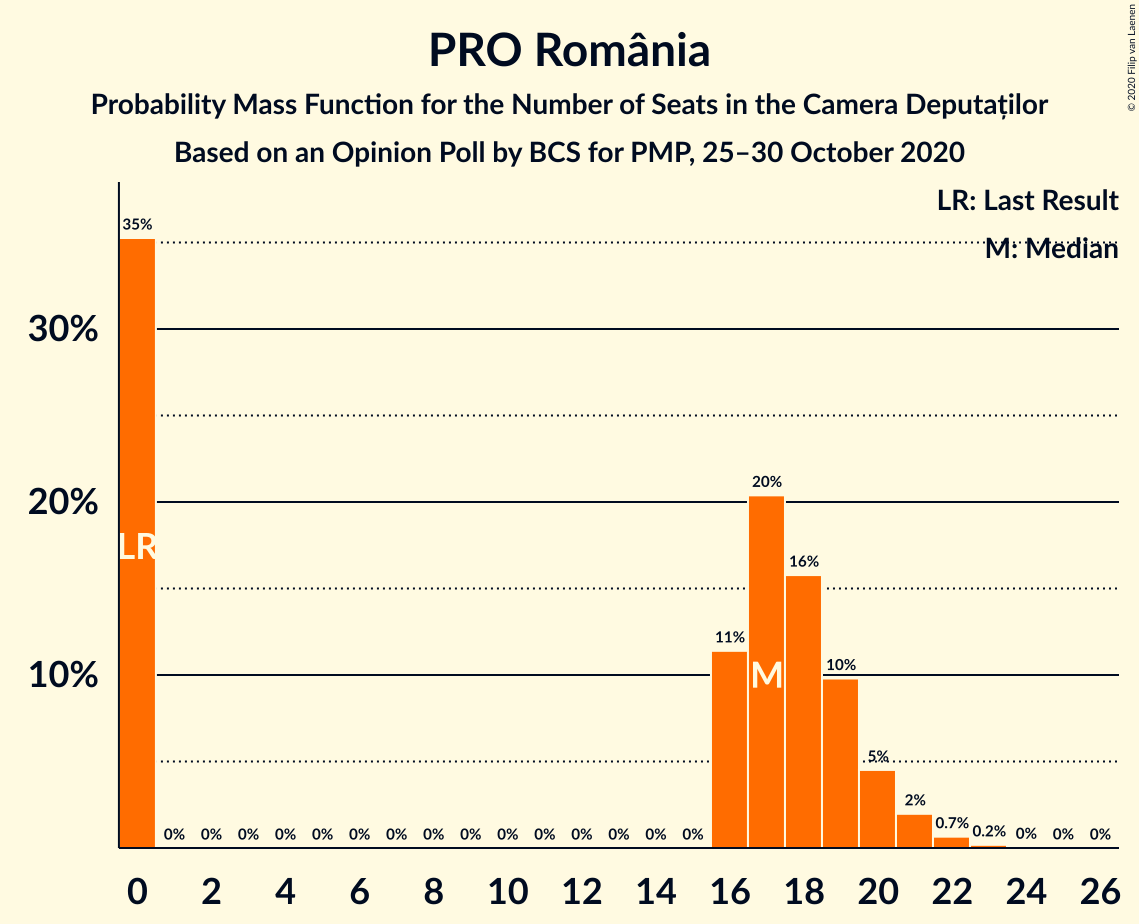 PRO România
Probability Mass Function for the Number of Seats in the Camera Deputaților
Based on an Opinion Poll by BCS for PMP, 25–30 October 2020
© 2020 Filip van Laenen
LR: Last Result
M: Median
35%
30%
20%
10%
LR
M
0% 0% 0% 0% 0% 0% 0% 0% 0% 0% 0% 0% 0% 0% 0% 11% 20% 16% 10% 5% 2% 0.7% 0.2% 0% 0% 0%
0 2 4 6 8 10 12 14 16 18 20 22 24 26